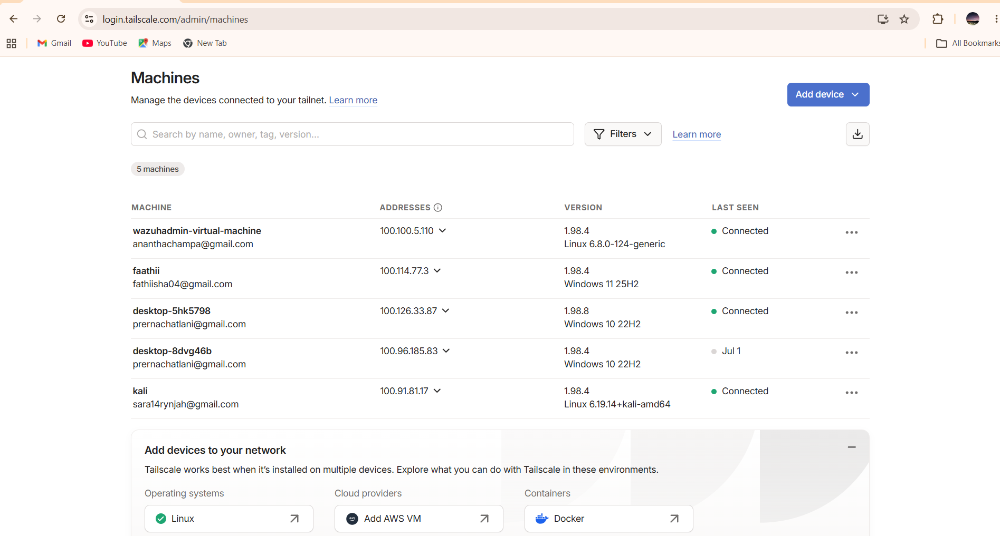 login.tailscale.com/admin/machines
Gmail
YouTube
Maps
New Tab
All Bookmarks
Machines
Manage the devices connected to your tailnet. Learn more
Add device
Search by name, owner, tag, version...
Filters
Learn more
5 machines
MACHINE ADDRESSES VERSION LAST SEEN
wazuhadmin-virtual-machine 100.100.5.110 1.98.4 Connected
ananthachampa@gmail.com Linux 6.8.0-124-generic
faathii 100.114.77.3 1.98.4 Connected
fathiisha04@gmail.com Windows 11 25H2
desktop-5hk5798 100.126.33.87 1.98.8 Connected
prernachatlani@gmail.com Windows 10 22H2
desktop-8dvg46b 100.96.185.83 1.98.4 Jul 1
prernachatlani@gmail.com Windows 10 22H2
kali 100.91.81.17 1.98.4 Connected
sara14rynjah@gmail.com Linux 6.19.14+kali-amd64
Add devices to your network
Tailscale works best when it’s installed on multiple devices. Explore what you can do with Tailscale in these environments.
Operating systems Cloud providers Containers
Linux aws Add AWS VM Docker